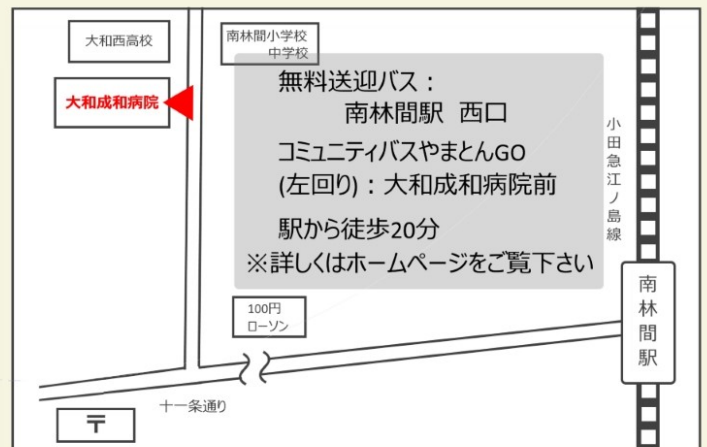 大和西高校
南林間小学校
中学校
大和成和病院
無料送迎バス：
南林間駅 西口
コミュニティバスやまとんGO
(左回り)：大和成和病院前
駅から徒歩20分
※詳しくはホームページをご覧下さい
小田急江ノ島線
南林間駅
100円
ローソン
十一条通り
〒